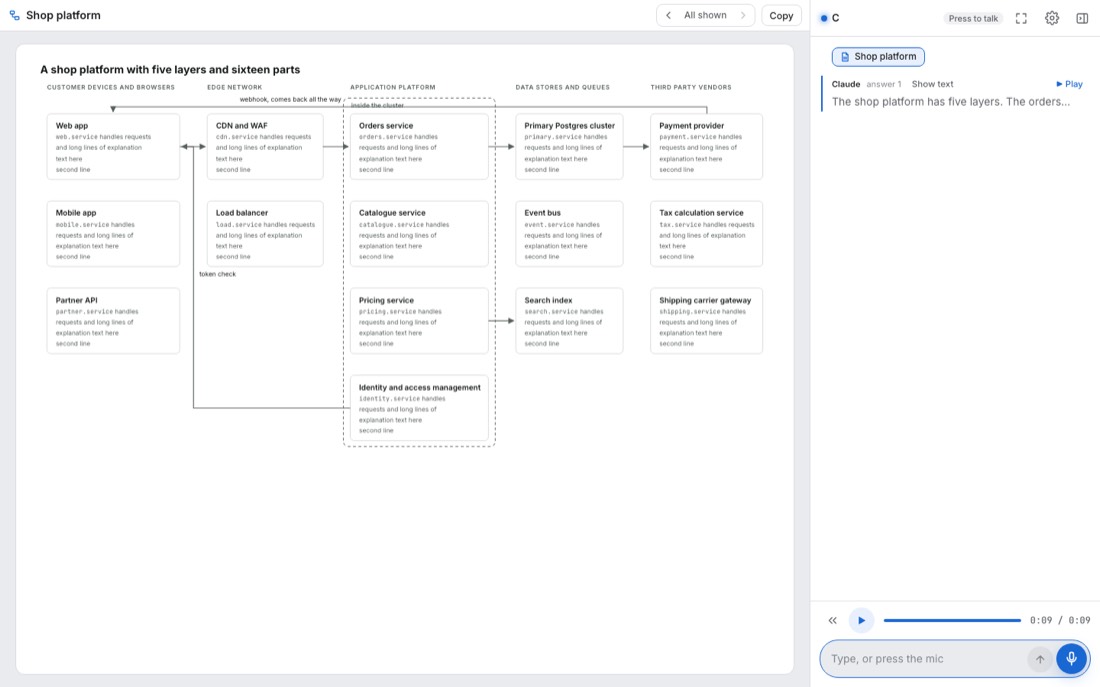 Shop platform
All shown
Copy
A shop platform with five layers and sixteen parts
CUSTOMER DEVICES AND BROWSERS
EDGE NETWORK
APPLICATION PLATFORM
DATA STORES AND QUEUES
THIRD PARTY VENDORS
webhook, comes back all the way
inside the cluster
Web app
web.service handles requests
and long lines of explanation
text here
second line
CDN and WAF
cdn.service handles requests
and long lines of explanation
text here
second line
Orders service
orders.service handles
requests and long lines of
explanation text here
second line
Primary Postgres cluster
primary.service handles
requests and long lines of
explanation text here
second line
Payment provider
payment.service handles
requests and long lines of
explanation text here
second line
Mobile app
mobile.service handles
requests and long lines of
explanation text here
second line
Load balancer
load.service handles requests
and long lines of explanation
text here
second line
Catalogue service
catalogue.service handles
requests and long lines of
explanation text here
second line
Event bus
event.service handles
requests and long lines of
explanation text here
second line
Tax calculation service
tax.service handles requests
and long lines of explanation
text here
second line
token check
Partner API
partner.service handles
requests and long lines of
explanation text here
second line
Pricing service
pricing.service handles
requests and long lines of
explanation text here
second line
Search index
search.service handles
requests and long lines of
explanation text here
second line
Shipping carrier gateway
shipping.service handles
requests and long lines of
explanation text here
second line
Identity and access management
identity.service handles
requests and long lines of
explanation text here
second line
C
Press to talk
Shop platform
Claude answer 1 Show text
Play
The shop platform has five layers. The orders...
0:09 / 0:09
Type, or press the mic